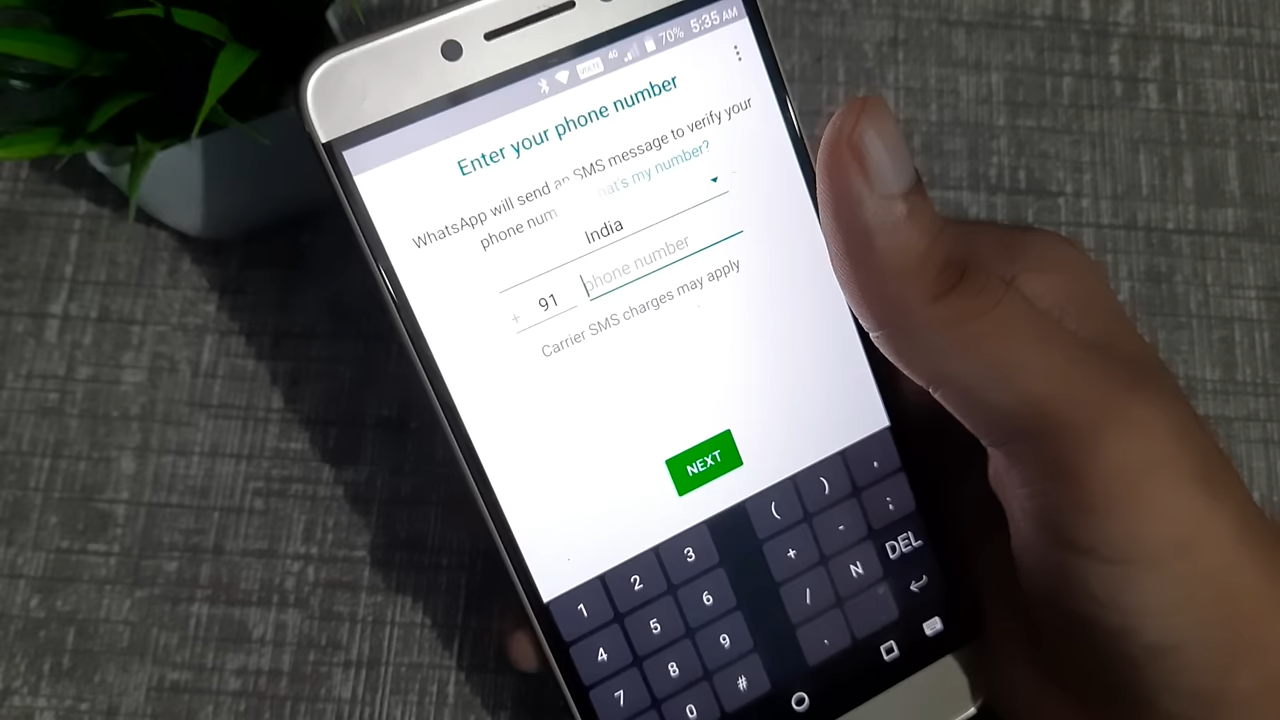 VoLTE 4G 70% 5:35 AM
Enter your phone number
WhatsApp will send an SMS message to verify your
phone num hat's my number?
India
+ 91 phone number
Carrier SMS charges may apply
NEXT
1 2 3 ( ) ,
4 5 6 + - ;
7 8 9 / N DEL
0 # .